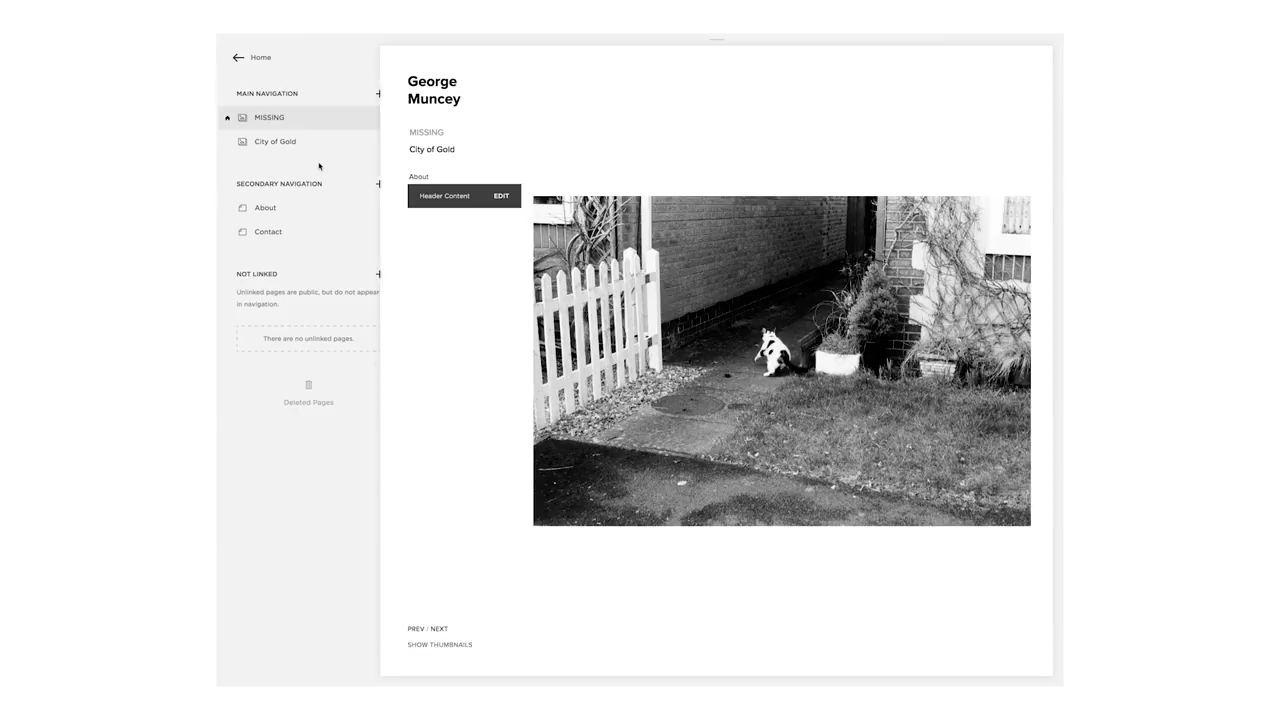 Home
MAIN NAVIGATION
MISSING
City of Gold
SECONDARY NAVIGATION
About
Contact
NOT LINKED
Unlinked pages are public, but do not appear
in navigation.
There are no unlinked pages.
Deleted Pages
George
Muncey
MISSING
City of Gold
About
Header Content EDIT
PREV / NEXT
SHOW THUMBNAILS